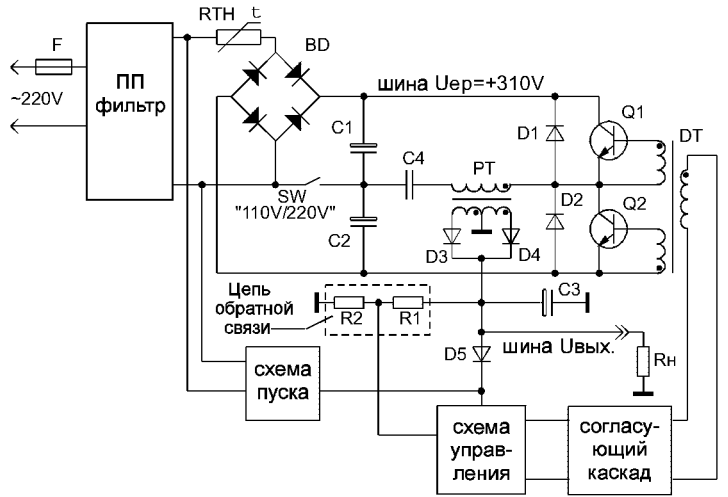 RTH t
F
BD
ПП
фильтр
~220V
шина Uep=+310V
C1
D1
Q1
DT
C4
PT
SW
"110V/220V"
D2
Q2
C2
D3
D4
Цепь
обратной
связи
R2
R1
C3
D5
шина Uвых.
Rн
схема
пуска
схема
управ-
ления
согласу-
ющий
каскад